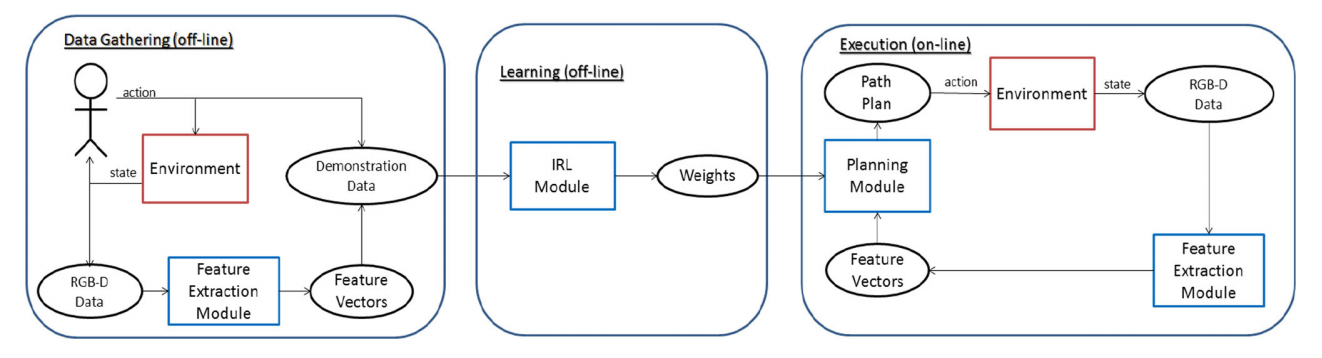 Data Gathering (off-line)
action
Environment
state
Demonstration
Data
RGB-D
Data
Feature
Extraction
Module
Feature
Vectors
Learning (off-line)
IRL
Module
Weights
Execution (on-line)
Path
Plan
action
Environment
state
RGB-D
Data
Planning
Module
Feature
Vectors
Feature
Extraction
Module